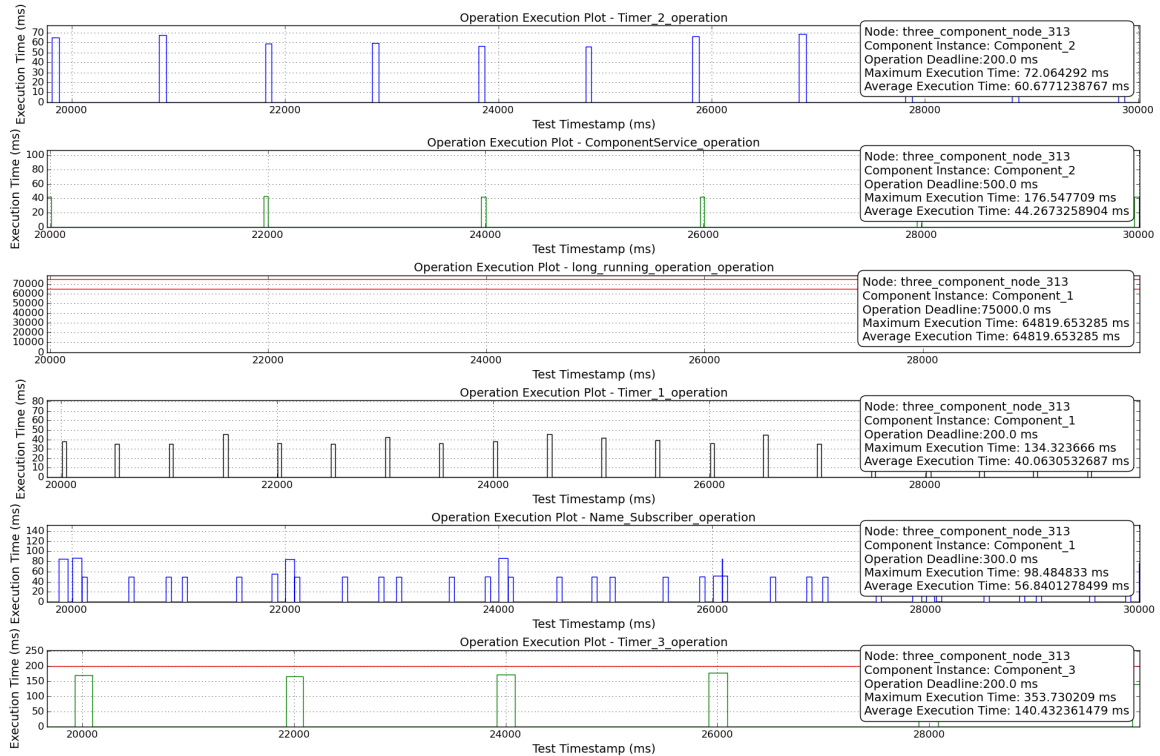 Operation Execution Plot - Timer_2_operation
Execution Time (ms)
70
60
50
40
30
20
10
0
20000 22000 24000 26000 28000 30000
Test Timestamp (ms)
Node: three_component_node_313
Component Instance: Component_2
Operation Deadline:200.0 ms
Maximum Execution Time: 72.064292 ms
Average Execution Time: 60.6771238767 ms
Operation Execution Plot - ComponentService_operation
Execution Time (ms)
100
80
60
40
20
0
20000 22000 24000 26000 28000 30000
Test Timestamp (ms)
Node: three_component_node_313
Component Instance: Component_2
Operation Deadline:500.0 ms
Maximum Execution Time: 176.547709 ms
Average Execution Time: 44.2673258904 ms
Operation Execution Plot - long_running_operation_operation
Execution Time (ms)
70000
60000
50000
40000
30000
20000
10000
0
20000 22000 24000 26000 28000
Test Timestamp (ms)
Node: three_component_node_313
Component Instance: Component_1
Operation Deadline:75000.0 ms
Maximum Execution Time: 64819.653285 ms
Average Execution Time: 64819.653285 ms
Operation Execution Plot - Timer_1_operation
Execution Time (ms)
80
70
60
50
40
30
20
10
0
20000 22000 24000 26000 28000
Test Timestamp (ms)
Node: three_component_node_313
Component Instance: Component_1
Operation Deadline:200.0 ms
Maximum Execution Time: 134.323666 ms
Average Execution Time: 40.0630532687 ms
Operation Execution Plot - Name_Subscriber_operation
Execution Time (ms)
140
120
100
80
60
40
20
0
20000 22000 24000 26000 28000 30000
Test Timestamp (ms)
Node: three_component_node_313
Component Instance: Component_1
Operation Deadline:300.0 ms
Maximum Execution Time: 98.484833 ms
Average Execution Time: 56.8401278499 ms
Operation Execution Plot - Timer_3_operation
Execution Time (ms)
250
200
150
100
50
0
20000 22000 24000 26000 28000
Test Timestamp (ms)
Node: three_component_node_313
Component Instance: Component_3
Operation Deadline:200.0 ms
Maximum Execution Time: 353.730209 ms
Average Execution Time: 140.432361479 ms